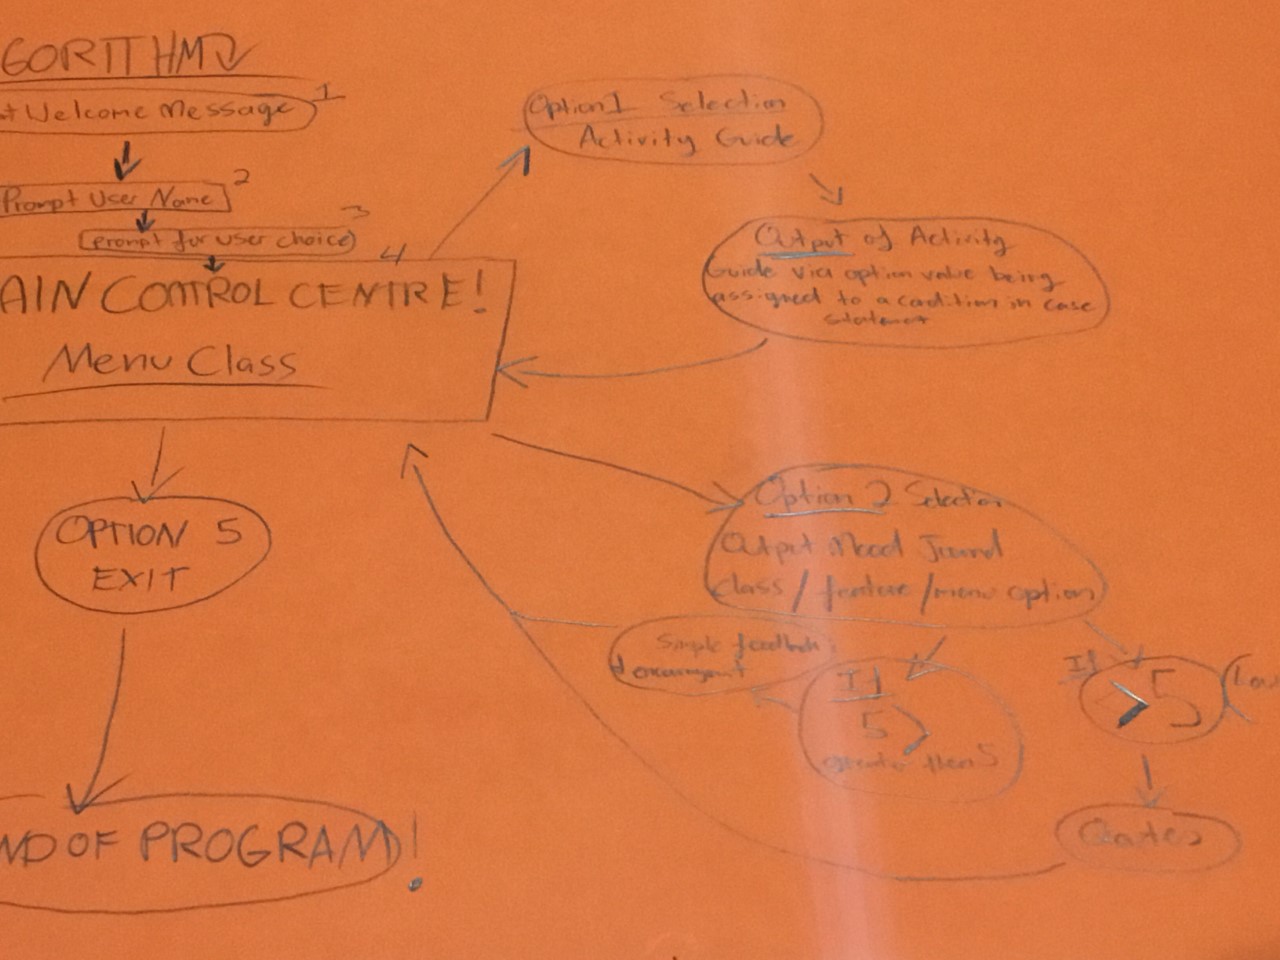 GORITHM
t Welcome Message 1
Prompt User Name 2
(prompt for user choice) 3
4
AIN CONTROL CENTRE!
Menu Class
OPTION 5
EXIT
ND OF PROGRAM!
Option 1 Selection
Activity Guide
Output of Activity
Guide via option value being
assigned to a condition in case
statement
Option 2 Selection
Output Mood Journal
class / feature / menu option
Simple feedback
If
5 >
greater then 5
If
> 5
(Low
Quotes